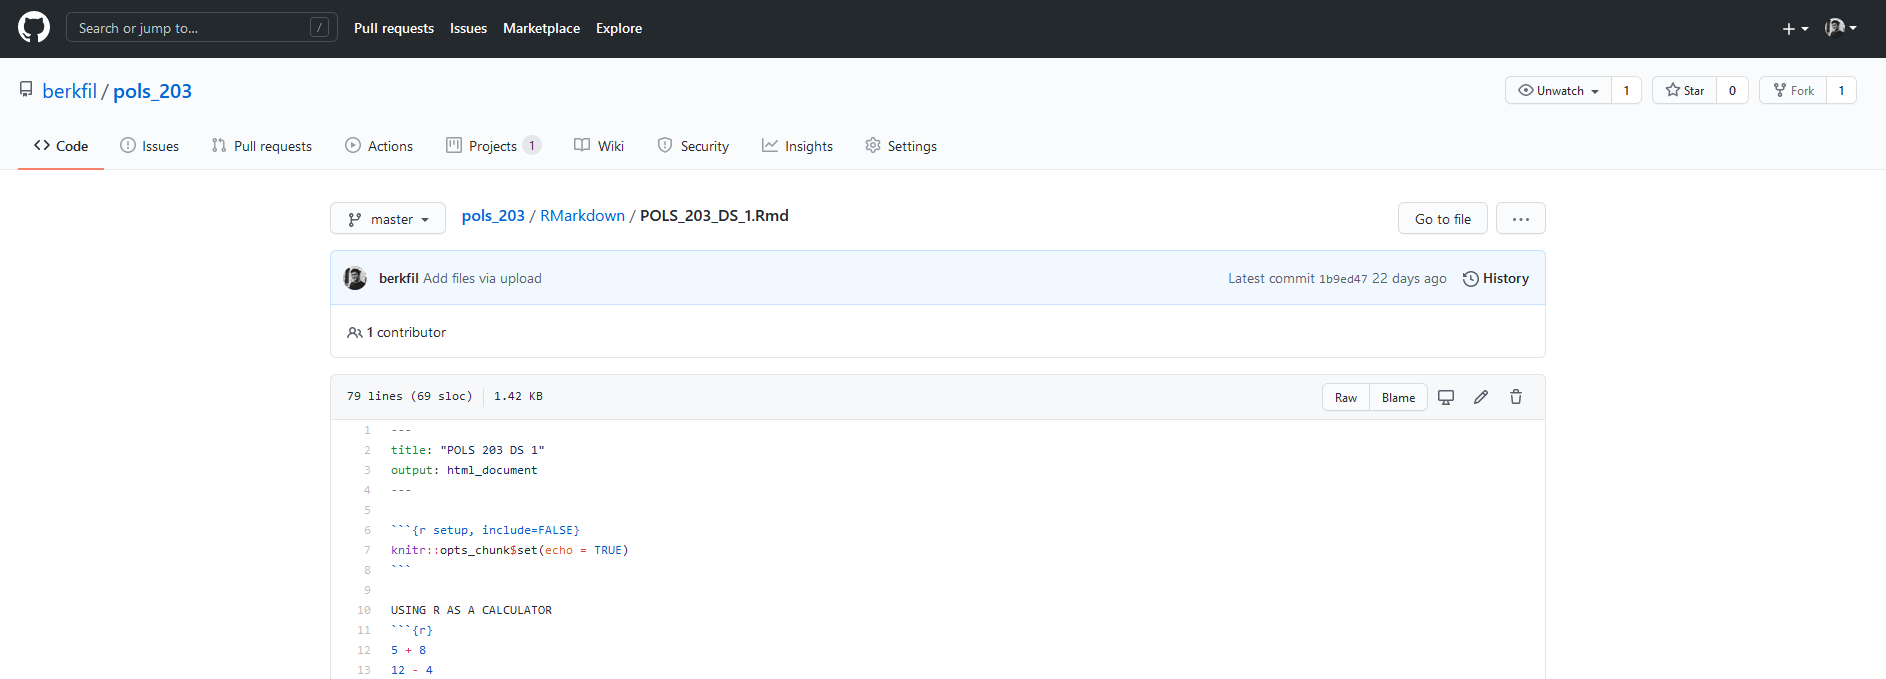 Search or jump to... /
Pull requests Issues Marketplace Explore
berkfil / pols_203
Unwatch 1 Star 0 Fork 1
Code Issues Pull requests Actions Projects 1 Wiki Security Insights Settings
master pols_203 / RMarkdown / POLS_203_DS_1.Rmd Go to file ...
berkfil Add files via upload Latest commit 1b9ed47 22 days ago History
1 contributor
79 lines (69 sloc) 1.42 KB Raw Blame
1 ---
2 title: "POLS 203 DS 1"
3 output: html_document
4 ---
5
6 ```{r setup, include=FALSE}
7 knitr::opts_chunk$set(echo = TRUE)
8 ```
9
10 USING R AS A CALCULATOR
11 ```{r}
12 5 + 8
13 12 - 4